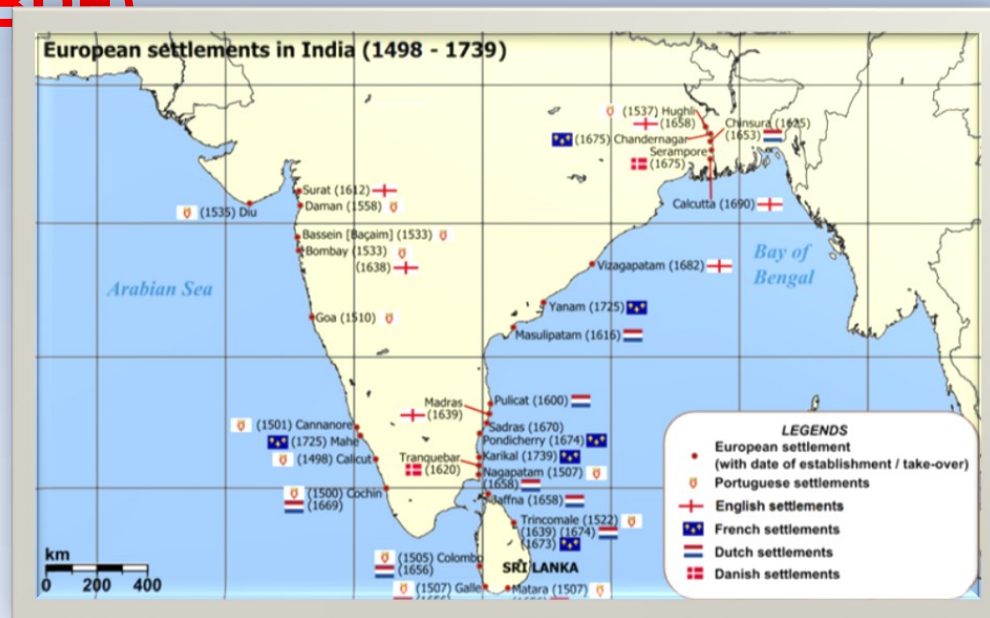 European settlements in India (1498 - 1739)
(1537) Hughli
(1658)
Chinsura (1625)
(1653)
(1675) Chandernagar
Serampore
(1675)
Calcutta (1690)
Surat (1612)
Daman (1558)
(1535) Diu
Bassein [Baçaim] (1533)
Bombay (1533)
(1638)
Arabian Sea
Bay of
Bengal
Vizagapatam (1682)
Yanam (1725)
Goa (1510)
Masulipatam (1616)
Pulicat (1600)
Madras
(1639)
Sadras (1670)
(1501) Cannanore
(1725) Mahe
(1498) Calicut
Pondicherry (1674)
Karikal (1739)
Tranquebar
(1620)
Nagapatam (1507)
(1658)
(1500) Cochin
(1669)
Jaffna (1658)
Trincomale (1522)
(1639) (1674)
(1673)
(1505) Colombo
(1656)
SRI LANKA
(1507) Galle
Matara (1507)
km
0 200 400
LEGENDS
European settlement
(with date of establishment / take-over)
Portuguese settlements
English settlements
French settlements
Dutch settlements
Danish settlements